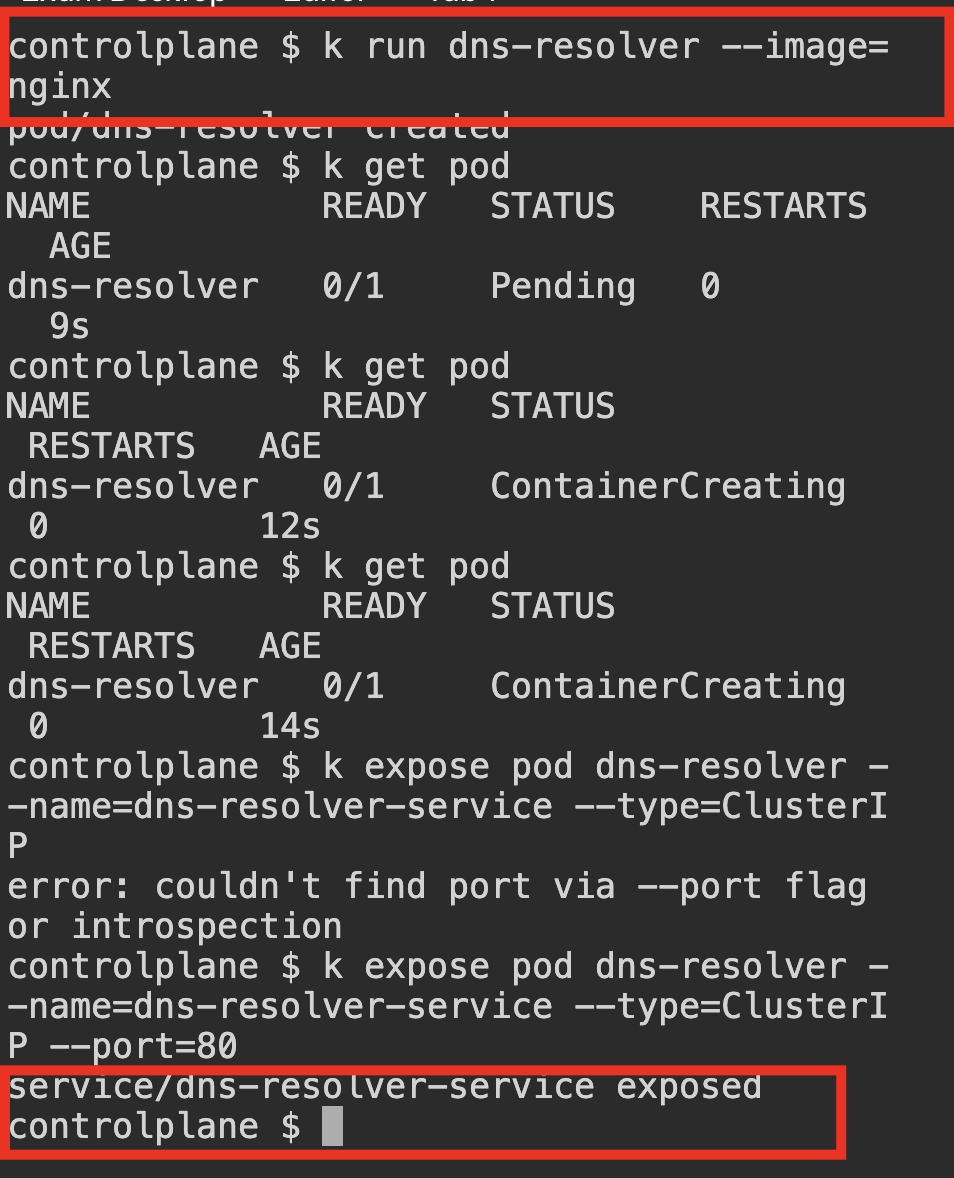 controlplane $ k run dns-resolver --image=
nginx
pod/dns-resolver created
controlplane $ k get pod
NAME           READY   STATUS    RESTARTS
  AGE
dns-resolver   0/1     Pending   0
  9s
controlplane $ k get pod
NAME           READY   STATUS
 RESTARTS   AGE
dns-resolver   0/1     ContainerCreating
 0          12s
controlplane $ k get pod
NAME           READY   STATUS
 RESTARTS   AGE
dns-resolver   0/1     ContainerCreating
 0          14s
controlplane $ k expose pod dns-resolver -
-name=dns-resolver-service --type=ClusterI
P
error: couldn't find port via --port flag
or introspection
controlplane $ k expose pod dns-resolver -
-name=dns-resolver-service --type=ClusterI
P --port=80
service/dns-resolver-service exposed
controlplane $